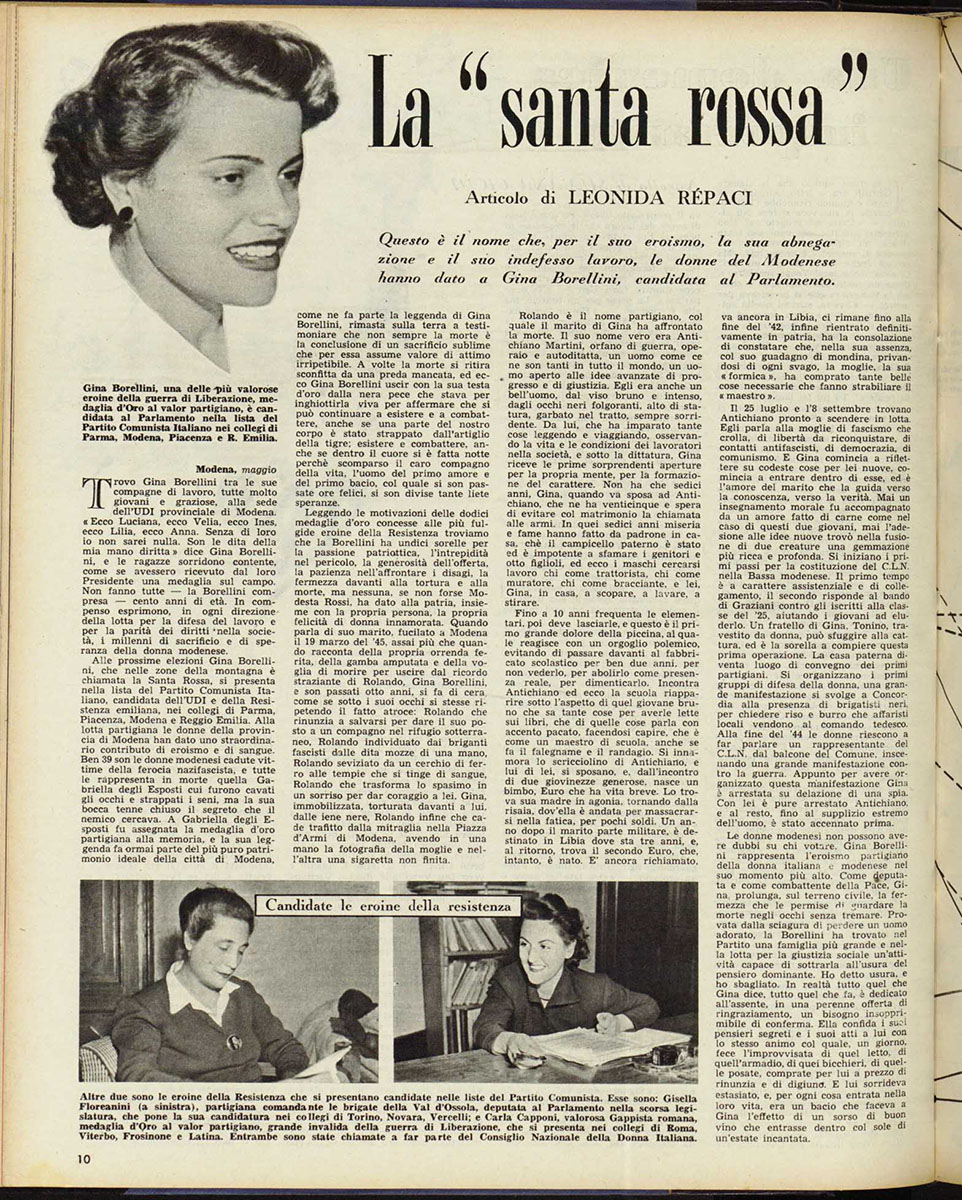 La “santa rossa”
Articolo di LEONIDA RÉPACI
Questo è il nome che, per il suo eroismo, la sua abnega-
zione e il suo indefesso lavoro, le donne del Modenese
hanno dato a Gina Borellini, candidata al Parlamento.
Gina Borellini, una delle più valorose
eroine della guerra di Liberazione, me-
daglia d'Oro al valor partigiano, è can-
didata al Parlamento nella lista del
Partito Comunista Italiano nei collegi di
Parma, Modena, Piacenza e R. Emilia.
Modena, maggio
Trovo Gina Borellini tra le sue
compagne di lavoro, tutte molto
giovani e graziose, alla sede
dell'UDI provinciale di Modena.
« Ecco Luciana, ecco Velia, ecco Ines,
ecco Lilia, ecco Anna. Senza di loro
io non sarei nulla. Son le dita della
mia mano diritta » dice Gina Borelli-
ni, e le ragazze sorridono contente,
come se avessero ricevuto dal loro
Presidente una medaglia sul campo.
Non fanno tutte — la Borellini com-
presa — cento anni di età. In com-
penso esprimono, in ogni direzione
della lotta per la difesa del lavoro e
per la parità dei diritti nella socie-
tà, i millenni di sacrificio e di spe-
ranza della donna modenese.
Alle prossime elezioni Gina Borelli-
ni, che nelle zone della montagna è
chiamata la Santa Rossa, si presenta
nella lista del Partito Comunista Ita-
liano, candidata dell'UDI e della Resi-
stenza emiliana, nei collegi di Parma,
Piacenza, Modena e Reggio Emilia. Alla
lotta partigiana le donne della provin-
cia di Modena han dato uno straordina-
rio contributo di eroismo e di sangue.
Ben 39 son le donne modenesi cadute vit-
time della ferocia nazifascista, e tutte
le rappresenta in morte quella Ga-
briella degli Esposti cui furono cavati
gli occhi e strappati i seni, ma la sua
bocca tenne chiuso il segreto che il
nemico cercava. A Gabriella degli E-
sposti fu assegnata la medaglia d'oro
partigiana alla memoria, e la sua leg-
genda fa ormai parte del più puro patri-
monio ideale della città di Modena,
come ne fa parte la leggenda di Gina
Borellini, rimasta sulla terra a testi-
moniare che non sempre la morte è
la conclusione di un sacrificio sublime
che per essa assume valore di attimo
irripetibile. A volte la morte si ritira
sconfitta da una preda mancata, ed ec-
co Gina Borellini uscir con la sua testa
d'oro dalla nera pece che stava per
inghiottirla viva per affermare che si
può continuare a esistere e a combat-
tere, anche se una parte del nostro
corpo è stato strappato dall'artiglio
della tigre; esistere e combattere, an-
che se dentro il cuore si è fatta notte
perchè scomparso il caro compagno
della vita, l'uomo del primo amore e
del primo bacio, col quale si son pas-
sate ore felici, si son divise tante liete
speranze.
Leggendo le motivazioni delle dodici
medaglie d'oro concesse alle più ful-
gide eroine della Resistenza troviamo
che la Borellini ha undici sorelle per
la passione patriottica, l'intrepidità
nel pericolo, la generosità dell'offerta,
la pazienza nell'affrontare i disagi, la
fermezza davanti alla tortura e alla
morte, ma nessuna, se non forse Mo-
desta Rossi, ha dato alla patria, insie-
me con la propria persona, la propria
felicità di donna innamorata. Quando
parla di suo marito, fucilato a Modena
il 19 marzo del '45, assai più che quan-
do racconta della propria orrenda fe-
rita, della gamba amputata e della vo-
glia di morire per uscire dal ricordo
straziante di Rolando, Gina Borellini,
e son passati otto anni, si fa di cera,
come se sotto i suoi occhi si stesse ri-
petendo il fatto atroce: Rolando che
rinunzia a salvarsi per dare il suo po-
sto a un compagno nel rifugio sotter-
raneo, Rolando individuato dai briganti
fascisti dalle dita mozze di una mano,
Rolando seviziato da un cerchio di fer-
ro alle tempie che si tinge di sangue,
Rolando che trasforma lo spasimo in
un sorriso per dar coraggio a lei, Gina,
immobilizzata, torturata davanti a lui,
dalle iene nere, Rolando infine che ca-
de trafitto dalla mitraglia nella Piazza
d'Armi di Modena, avendo in una
mano la fotografia della moglie e nel-
l'altra una sigaretta non finita.
Rolando è il nome partigiano, col
quale il marito di Gina ha affrontato
la morte. Il suo nome vero era Anti-
chiano Martini, orfano di guerra, ope-
raio e autoditatta, un uomo come ce
ne son tanti in tutto il mondo, un uo-
mo aperto alle idee avanzate di pro-
gresso e di giustizia. Egli era anche un
bell'uomo, dal viso bruno e intenso,
dagli occhi neri folgoranti, alto di sta-
tura, garbato nel tratto, sempre sorri-
dente. Da lui, che ha imparato tante
cose leggendo e viaggiando, osservan-
do la vita e le condizioni dei lavoratori
nella società, e sotto la dittatura, Gina
riceve le prime sorprendenti aperture
per la propria mente, per la formazio-
ne del carattere. Non ha che sedici
anni, Gina, quando va sposa ad Anti-
chiano, che ne ha venticinque e spera
di evitare col matrimonio la chiamata
alle armi. In quei sedici anni miseria
e fame hanno fatto da padrone in ca-
sa, chè il campicello paterno è stato
ed è impotente a sfamare i genitori e
otto figlioli, ed ecco i maschi cercarsi
lavoro chi come trattorista, chi come
muratore, chi come bracciante, e lei,
Gina, in casa, a scopare, a lavare, a
stirare.
Fino a 10 anni frequenta le elemen-
tari, poi deve lasciarle, e questo è il pri-
mo grande dolore della piccina, al qua-
le reagisce con un orgoglio polemico,
evitando di passare davanti al fabbri-
cato scolastico per ben due anni, per
non vederlo, per abolirlo come presen-
za reale, per dimenticarlo. Incontra
Antichiano ed ecco la scuola riappa-
rire sotto l'aspetto di quel giovane bru-
no che sa tante cose per averle lette
sui libri, che di quelle cose parla con
accento pacato, facendosi capire, che è
come un maestro di scuola, anche se
fa il falegname e il randagio. Si inna-
mora lo scricciolino di Antichiano, e
lui di lei, si sposano, e, dall'incontro
di due giovinezze generose, nasce un
bimbo, Euro che ha vita breve. Lo tro-
va sua madre in agonia, tornando dalla
risaia, dov'ella è andata per massacrar-
si nella fatica, per pochi soldi. Un an-
no dopo il marito parte militare, è de-
stinato in Libia dove sta tre anni, e,
al ritorno, trova il secondo Euro, che,
intanto, è nato. E' ancora richiamato,
va ancora in Libia, ci rimane fino alla
fine del '42, infine rientrato definiti-
vamente in patria, ha la consolazione
di constatare che, nella sua assenza,
col suo guadagno di mondina, privan-
dosi di ogni svago, la moglie, la sua
« formica », ha comprato tante belle
cose necessarie che fanno strabiliare il
« maestro ».
Il 25 luglio e l'8 settembre trovano
Antichiano pronto a scendere in lotta.
Egli parla alla moglie di fascismo che
crolla, di libertà da riconquistare, di
contatti antifascisti, di democrazia, di
comunismo. E Gina comincia a riflet-
tere su codeste cose per lei nuove, co-
mincia a entrare dentro di esse, ed è
l'amore del marito che la guida verso
la conoscenza, verso la verità. Mai un
insegnamento morale fu accompagnato
da un amore fatto di carne come nel
caso di questi due giovani, mai l'ade-
sione alle idee nuove trovò nella fusio-
ne di due creature una gemmazione
più ricca e profonda. Si iniziano i pri-
mi passi per la costituzione del C.L.N.
nella Bassa modenese. Il primo tempo
è a carattere assistenziale e di colle-
gamento, il secondo risponde al bando
di Graziani contro gli iscritti alla clas-
se del '25, aiutando i giovani ad elu-
derlo. Un fratello di Gina, Tonino, tra-
vestito da donna, può sfuggire alla cat-
tura, ed è la sorella a compiere questa
prima operazione. La casa paterna di-
venta luogo di convegno dei primi
partigiani. Si organizzano i primi
gruppi di difesa della donna, una gran-
de manifestazione si svolge a Concor-
dia alla presenza di brigatisti neri,
per chiedere riso e burro che affaristi
locali vendono al comando tedesco.
Alla fine del '44 le donne riescono a
far parlare un rappresentante del
C.L.N. dal balcone del Comune, insce-
nando una grande manifestazione con-
tro la guerra. Appunto per avere or-
ganizzato questa manifestazione Gina
è arrestata su delazione di una spia.
Con lei è pure arrestato Antichiano,
e al resto, fino al supplizio estremo
dell'uomo, è stato accennato prima.
Le donne modenesi non possono ave-
re dubbi su chi votare. Gina Borelli-
ni rappresenta l'eroismo partigiano
della donna italiana e modenese nel
suo momento più alto. Come deputa-
ta e come combattente della Pace, Gi-
na, prolunga, sul terreno civile, la fer-
mezza che le permise di guardare la
morte negli occhi senza tremare. Pro-
vata dalla sciagura di perdere un uomo
adorato, la Borellini ha trovato nel
Partito una famiglia più grande e nel-
la lotta per la giustizia sociale un'atti-
vità capace di sottrarla all'usura del
pensiero dominante. Ho detto usura, e
ho sbagliato. In realtà tutto quel che
Gina dice, tutto quel che fa, è dedicato
all'assente, in una perenne offerta di
ringraziamento, un bisogno insoppri-
mibile di conferma. Ella confida i suoi
pensieri segreti e i suoi atti a lui con
lo stesso animo col quale, un giorno,
fece l'improvvisata di quel letto, di
quell'armadio, di quei bicchieri, di quel-
le posate, comprate per lui a prezzo di
rinunzia e di digiuno. E lui sorrideva
estasiato, e, per ogni cosa entrata nella
loro vita, era un bacio che faceva a
Gina l'effetto di un sorso di buon
vino che entrasse dentro col sole di
un'estate incantata.
Candidate le eroine della resistenza
Altre due sono le eroine della Resistenza che si presentano candidate nelle liste del Partito Comunista. Esse sono: Gisella
Floreanini (a sinistra), partigiana comandante le brigate della Val d'Ossola, deputata al Parlamento nella scorsa legi-
slatura, che pone la sua candidatura nei collegi di Torino, Novara, Vercelli; e Carla Capponi, valorosa Gappista romana,
medaglia d'Oro al valor partigiano, grande invalida della guerra di Liberazione, che si presenta nei collegi di Roma,
Viterbo, Frosinone e Latina. Entrambe sono state chiamate a far parte del Consiglio Nazionale della Donna Italiana.
10